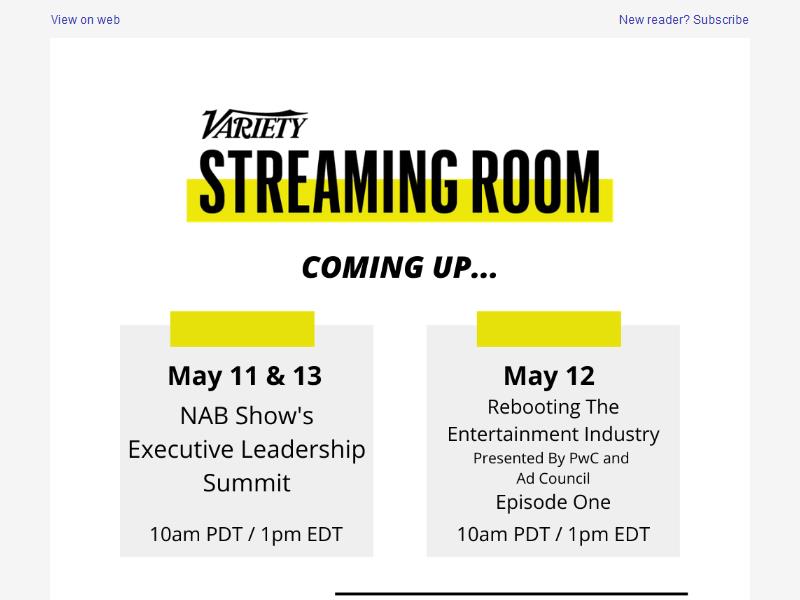 View on web
New reader? Subscribe
VARIETY
STREAMING ROOM
COMING UP...
May 11 & 13
NAB Show's
Executive Leadership
Summit
10am PDT / 1pm EDT
May 12
Rebooting The
Entertainment Industry
Presented By PwC and
Ad Council
Episode One
10am PDT / 1pm EDT